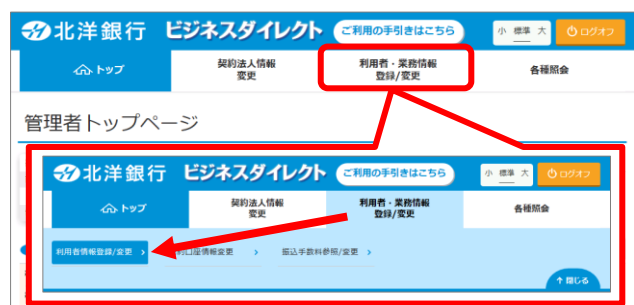 北洋銀行 ビジネスダイレクト ご利用の手引きはこちら 小 標準 大 ログオフ
トップ 契約法人情報 利用者・業務情報 各種照会
変更 登録/変更
管理者トップページ
北洋銀行 ビジネスダイレクト ご利用の手引きはこちら 小 標準 大 ログオフ
トップ 契約法人情報 利用者・業務情報 各種照会
変更 登録/変更
利用者情報登録/変更 口座情報変更 振込手数料参照/変更
閉じる